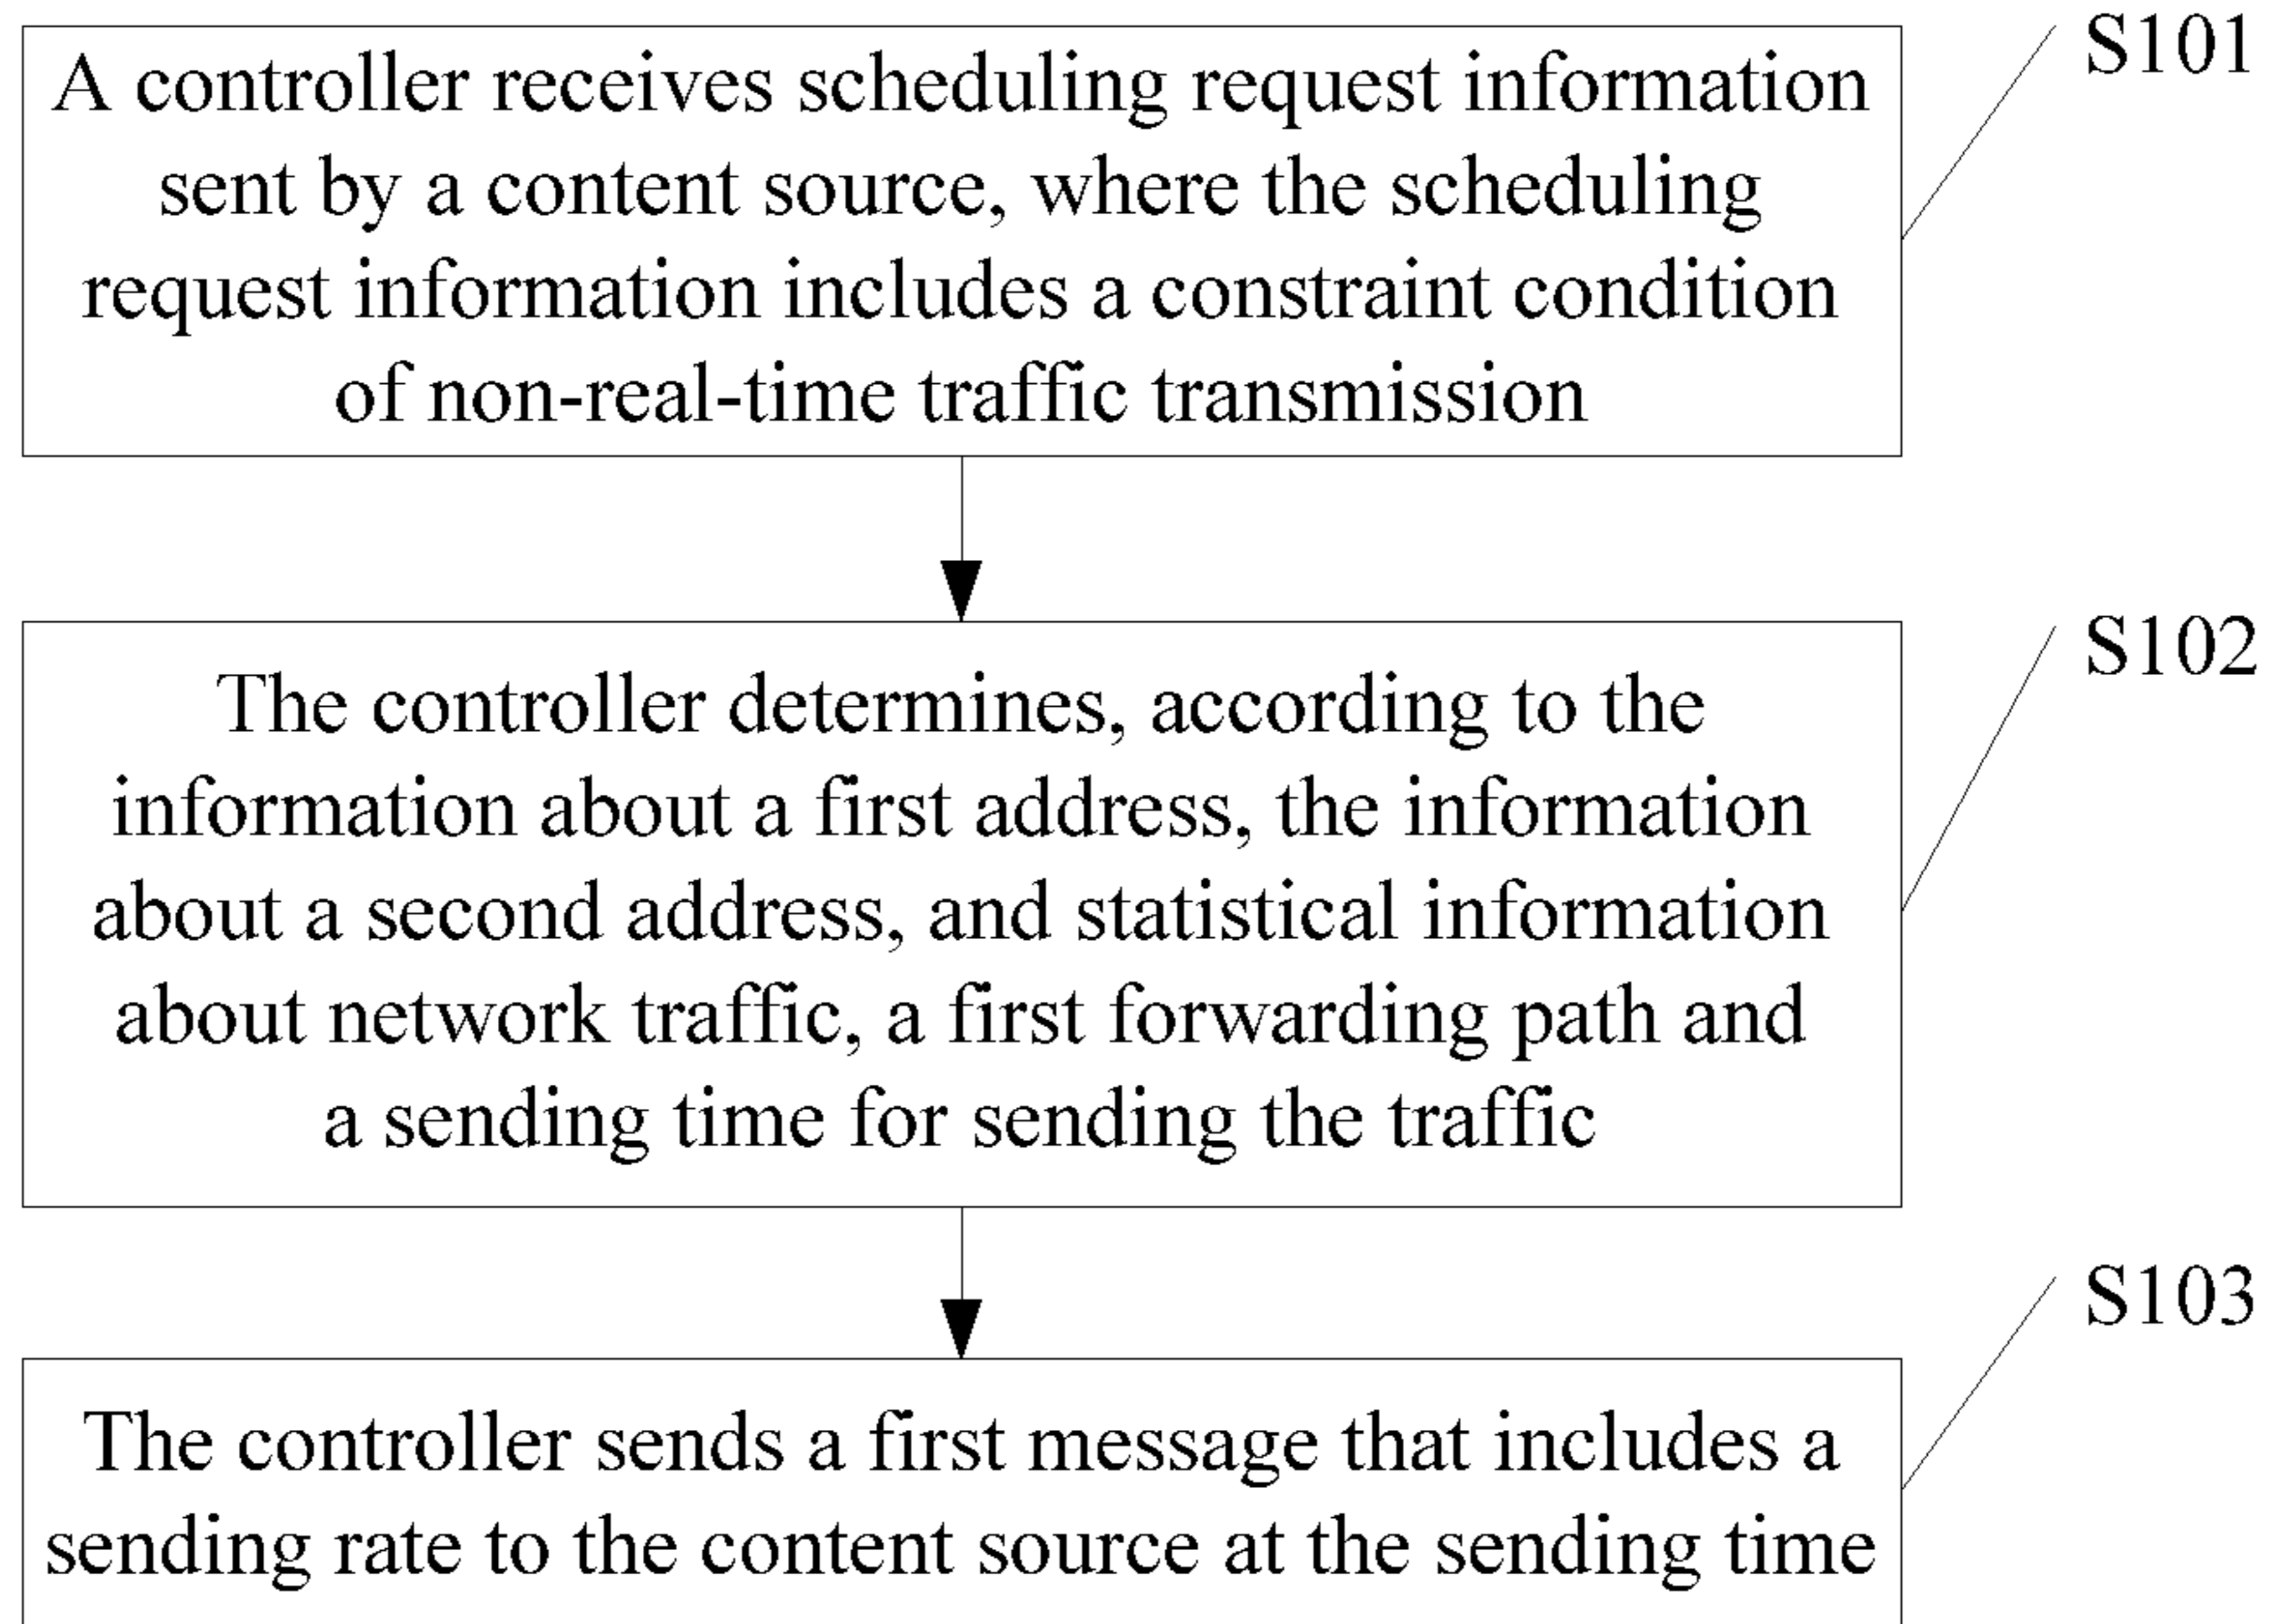 A controller receives scheduling request information
sent by a content source, where the scheduling
request information includes a constraint condition
of non-real-time traffic transmission
S101
The controller determines, according to the
information about a first address, the information
about a second address, and statistical information
about network traffic, a first forwarding path and
a sending time for sending the traffic
S102
The controller sends a first message that includes a
sending rate to the content source at the sending time
S103